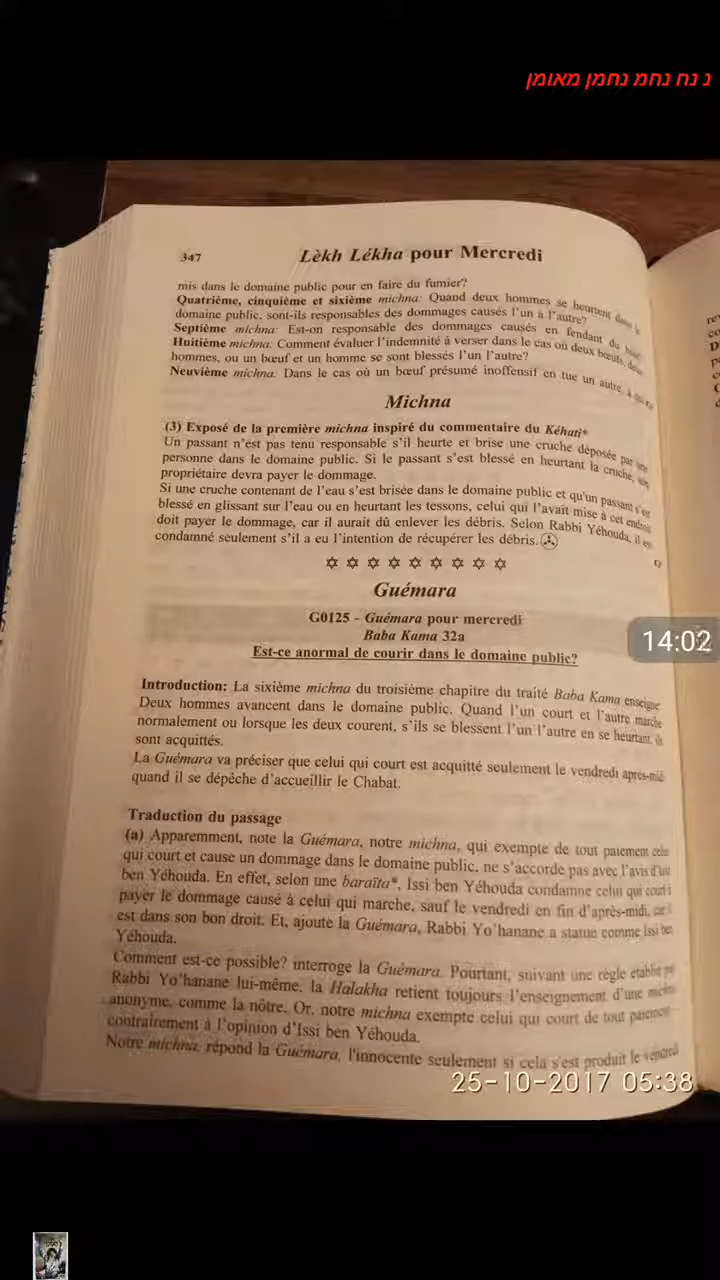 נ נח נחמ נחמן מאומן
347
Lèkh Lékha pour Mercredi
mis dans le domaine public pour en faire du fumier?
Quatrième, cinquième et sixième michna: Quand deux hommes se heurtent dans le
domaine public, sont-ils responsables des dommages causés l'un à l'autre?
Septième michna: Est-on responsable des dommages causés en fendant du
Huitième michna: Comment évaluer l'indemnité à verser dans le cas où deux bœufs, deux
hommes, ou un bœuf et un homme se sont blessés l'un l'autre?
Neuvième michna: Dans le cas où un bœuf présumé inoffensif en tue un autre, à
Michna
(3) Exposé de la première michna inspiré du commentaire du Kéhati*
Un passant n'est pas tenu responsable s'il heurte et brise une cruche déposée par une
personne dans le domaine public. Si le passant s'est blessé en heurtant la cruche, son
propriétaire devra payer le dommage.
Si une cruche contenant de l'eau s'est brisée dans le domaine public et qu'un passant s'est
blessé en glissant sur l'eau ou en heurtant les tessons, celui qui l'avait mise à cet endroit
doit payer le dommage, car il aurait dû enlever les débris. Selon Rabbi Yéhouda, il est
condamné seulement s'il a eu l'intention de récupérer les débris.
✡ ✡ ✡ ✡ ✡ ✡ ✡ ✡ ✡
Guémara
G0125 - Guémara pour mercredi
Baba Kama 32a
14:02
Est-ce anormal de courir dans le domaine public?
Introduction: La sixième michna du troisième chapitre du traité Baba Kama enseigne
Deux hommes avancent dans le domaine public. Quand l'un court et l'autre marche
normalement ou lorsque les deux courent, s'ils se blessent l'un l'autre en se heurtant, ils
sont acquittés.
La Guémara va préciser que celui qui court est acquitté seulement le vendredi après-midi
quand il se dépêche d'accueillir le Chabat.
Traduction du passage
(a) Apparemment, note la Guémara, notre michna, qui exempte de tout paiement celui
qui court et cause un dommage dans le domaine public, ne s'accorde pas avec l'avis d'Issi
ben Yéhouda. En effet, selon une baraïta*, Issi ben Yéhouda condamne celui qui court à
payer le dommage causé à celui qui marche, sauf le vendredi en fin d'après-midi, car il
est dans son bon droit. Et, ajoute la Guémara, Rabbi Yo'hanane a statué comme Issi ben
Yéhouda.
Comment est-ce possible? interroge la Guémara. Pourtant, suivant une règle établie par
Rabbi Yo'hanane lui-même, la Halakha retient toujours l'enseignement d'une michna
anonyme, comme la nôtre. Or, notre michna exempte celui qui court de tout paiement
contrairement à l'opinion d'Issi ben Yéhouda.
Notre michna, répond la Guémara, l'innocente seulement si cela s'est produit le vendredi
25-10-2017 05:38